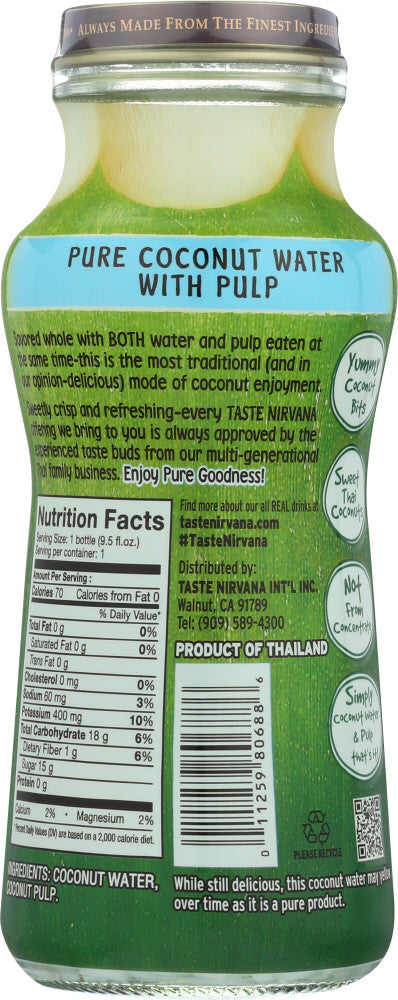 ALWAYS MADE FROM THE FINEST
PURE COCONUT WATER
WITH PULP
Savored whole with BOTH water and pulp eaten at
the same time-this is the most traditional (and in
our opinion-delicious) mode of coconut enjoyment.
Sweetly crisp and refreshing-every TASTE NIRVANA
offering we bring to you is always approved by the
experienced taste buds from our multi-generational
Thai family business. Enjoy Pure Goodness!
Yummy
Coconut
Bits
Sweet
Thai
Coconuts
Not
From
Concentrate
Simply
Coconut water
& Pulp
that's it!
Nutrition Facts
Serving Size: 1 bottle (9.5 fl.oz.)
Serving per container: 1
Amount Per Serving :
Calories 70 Calories from Fat 0
% Daily Value*
Total Fat 0 g 0%
Saturated Fat 0 g 0%
Trans Fat 0 g
Cholesterol 0 mg 0%
Sodium 60 mg 3%
Potassium 400 mg 10%
Total Carbohydrate 18 g 6%
Dietary Fiber 1 g 6%
Sugar 15 g
Protein 0 g
Calcium 2% • Magnesium 2%
*Percent Daily Values (DV) are based on a 2,000 calorie diet.
INGREDIENTS: COCONUT WATER,
COCONUT PULP.
Find more about our all REAL drinks at
tastenirvana.com
#TasteNirvana
Distributed by:
TASTE NIRVANA INT'L INC.
Walnut, CA 91789
Tel: (909) 589-4300
PRODUCT OF THAILAND
0 11259 80688 6
PLEASE RECYCLE
While still delicious, this coconut water may
over time as it is a pure product.